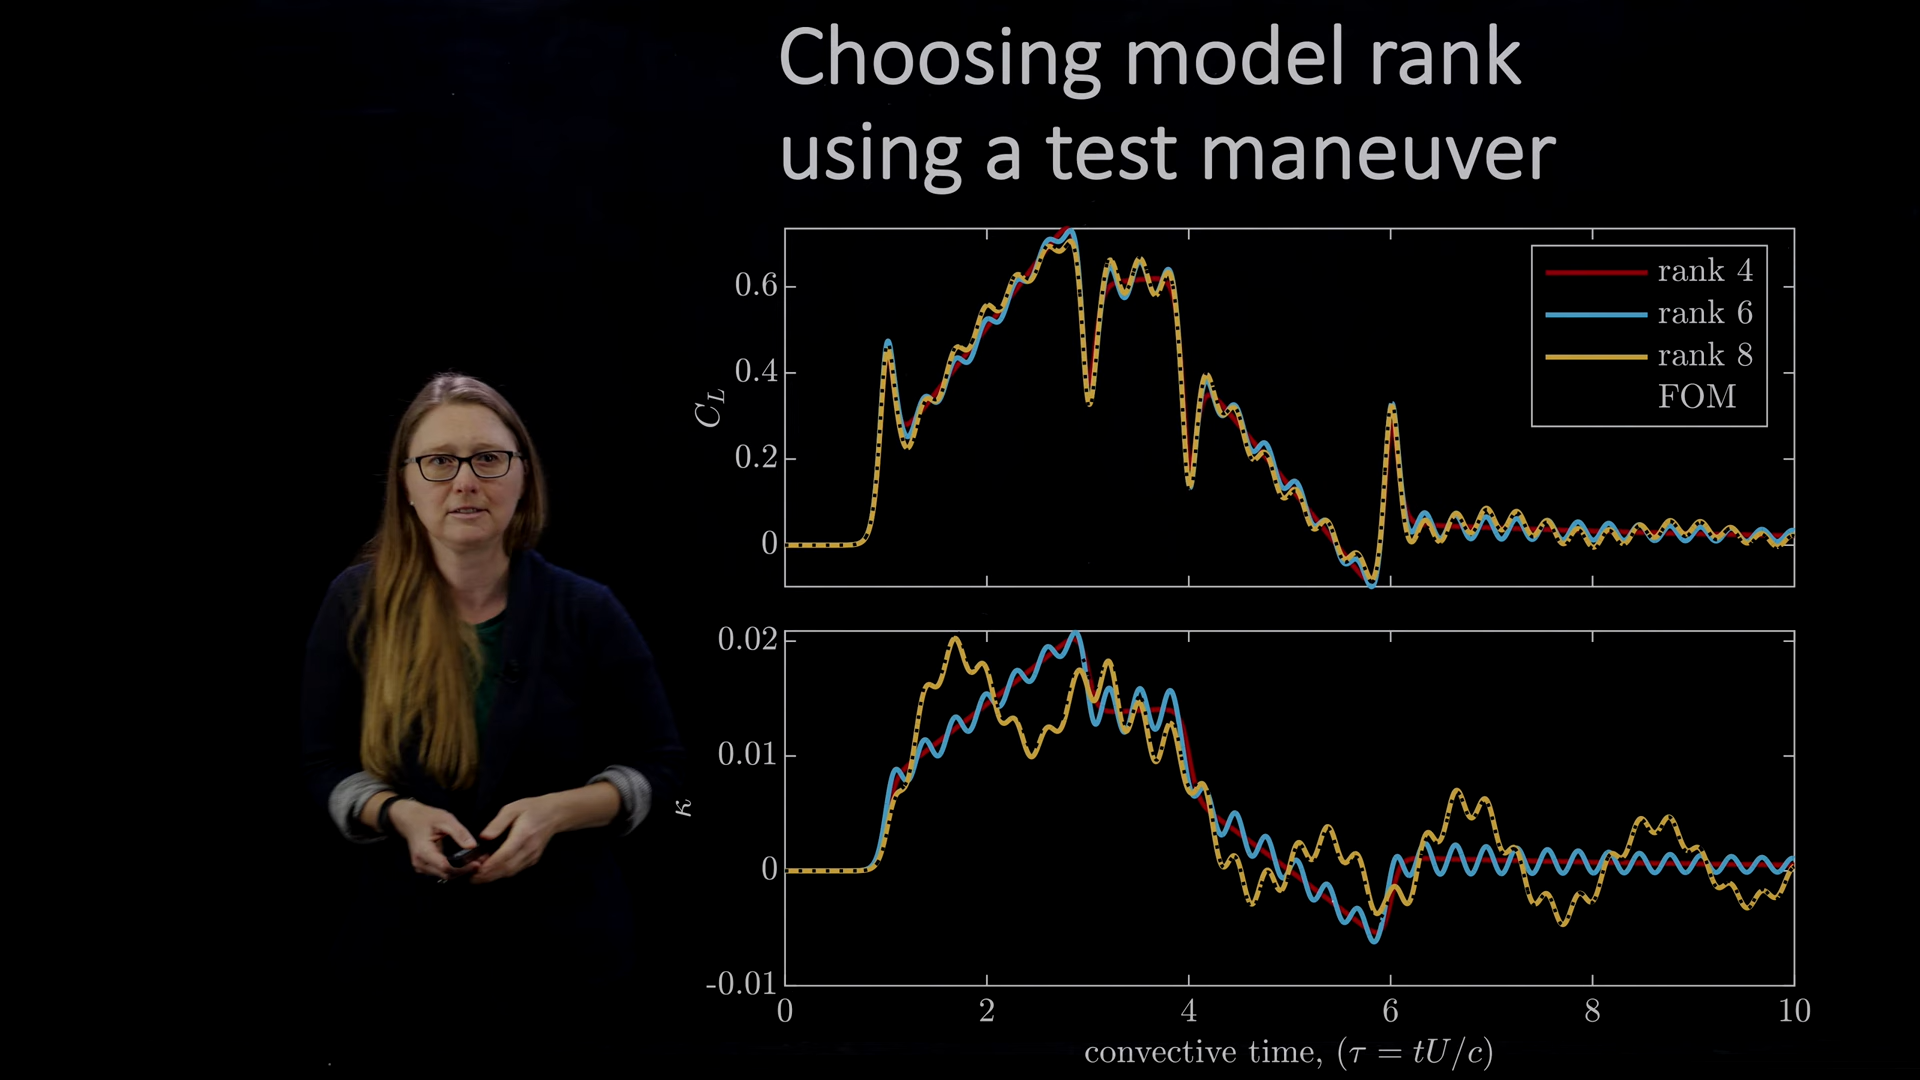 Choosing model rank
using a test maneuver
0.6
0.4
0.2
0
C_L
rank 4
rank 6
rank 8
FOM
0.02
0.01
0
-0.01
κ
0
2
4
6
8
10
convective time, (τ = tU/c)